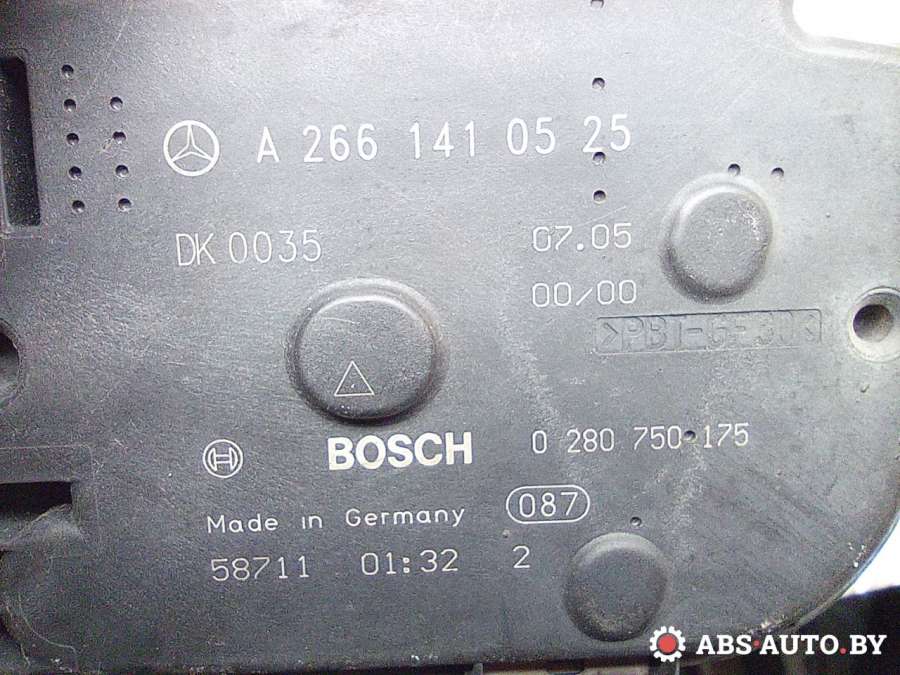 A 266 141 05 25
DK 0035
07.05
00/00
>PBT-G-30<
BOSCH
0 280 750 175
Made in Germany
087
58711 01:32 2
ABS-AUTO.BY